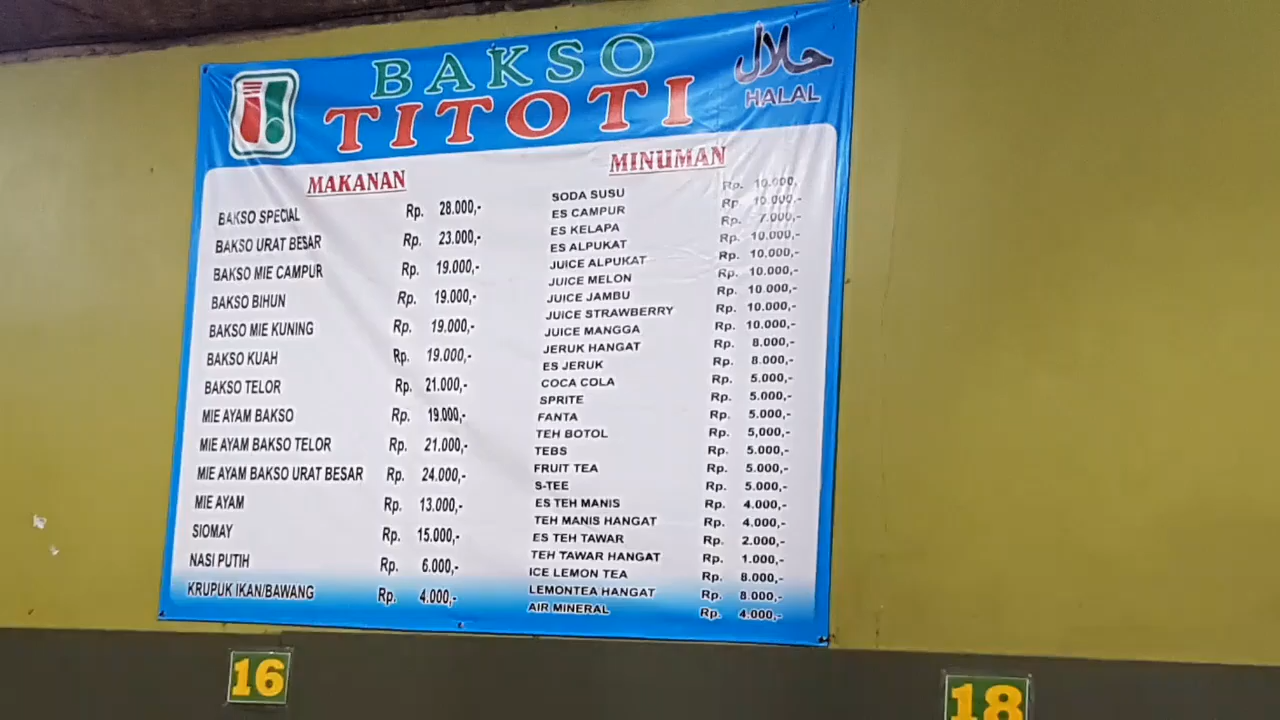 BAKSO
TITOTI
حلال
HALAL
MAKANAN
BAKSO SPECIAL Rp. 28.000,-
BAKSO URAT BESAR Rp. 23.000,-
BAKSO MIE CAMPUR Rp. 19.000,-
BAKSO BIHUN Rp. 19.000,-
BAKSO MIE KUNING Rp. 19.000,-
BAKSO KUAH Rp. 19.000,-
BAKSO TELOR Rp. 21.000,-
MIE AYAM BAKSO Rp. 19.000,-
MIE AYAM BAKSO TELOR Rp. 21.000,-
MIE AYAM BAKSO URAT BESAR Rp. 24.000,-
MIE AYAM Rp. 13.000,-
SIOMAY Rp. 15.000,-
NASI PUTIH Rp. 6.000,-
KRUPUK IKAN/BAWANG Rp. 4.000,-
MINUMAN
SODA SUSU Rp. 10.000,-
ES CAMPUR Rp. 10.000,-
ES KELAPA Rp. 7.000,-
ES ALPUKAT Rp. 10.000,-
JUICE ALPUKAT Rp. 10.000,-
JUICE MELON Rp. 10.000,-
JUICE JAMBU Rp. 10.000,-
JUICE STRAWBERRY Rp. 10.000,-
JUICE MANGGA Rp. 10.000,-
JERUK HANGAT Rp. 8.000,-
ES JERUK Rp. 8.000,-
COCA COLA Rp. 5.000,-
SPRITE Rp. 5.000,-
FANTA Rp. 5.000,-
TEH BOTOL Rp. 5,000,-
TEBS Rp. 5.000,-
FRUIT TEA Rp. 5.000,-
S-TEE Rp. 5.000,-
ES TEH MANIS Rp. 4.000,-
TEH MANIS HANGAT Rp. 4.000,-
ES TEH TAWAR Rp. 2.000,-
TEH TAWAR HANGAT Rp. 1.000,-
ICE LEMON TEA Rp. 8.000,-
LEMONTEA HANGAT Rp. 8.000,-
AIR MINERAL Rp. 4.000,-
16
18